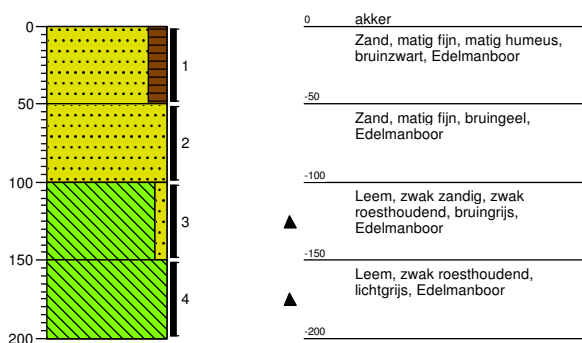 0
50
100
150
200
1
2
3
4
0 akker
Zand, matig fijn, matig humeus,
bruinzwart, Edelmanboor
-50
Zand, matig fijn, bruingeel,
Edelmanboor
-100
Leem, zwak zandig, zwak
roesthoudend, bruingrijs,
Edelmanboor
-150
Leem, zwak roesthoudend,
lichtgrijs, Edelmanboor
-200